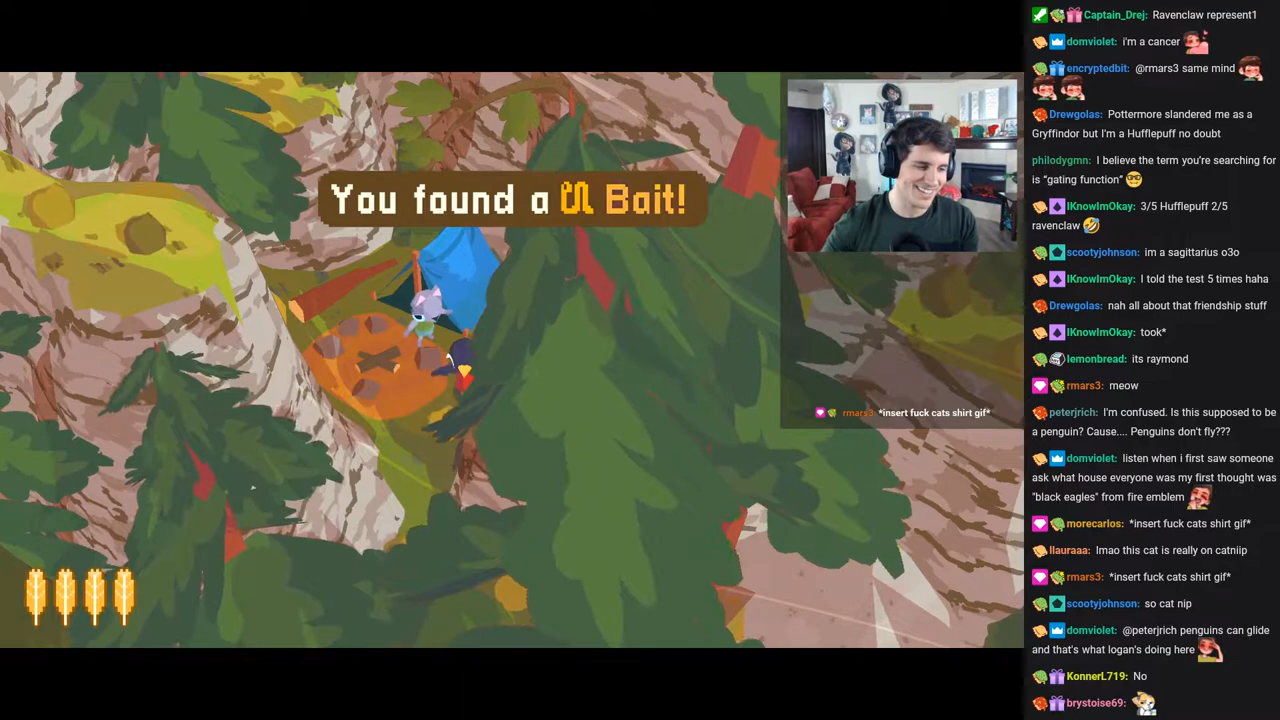 You found a Bait!
rmars3 *insert fuck cats shirt gif*
Captain_Drej: Ravenclaw represent1
domviolet: i'm a cancer
encryptedbit: @rmars3 same mind
Drewgolas: Pottermore slandered me as a
Gryffindor but I'm a Hufflepuff no doubt
philodygmn: I believe the term you're searching for
is “gating function”
IKnowImOkay: 3/5 Hufflepuff 2/5
ravenclaw
scootyjohnson: im a sagittarius o3o
IKnowImOkay: I told the test 5 times haha
Drewgolas: nah all about that friendship stuff
IKnowImOkay: took*
lemonbread: its raymond
rmars3: meow
peterjrich: I'm confused. Is this supposed to be
a penguin? Cause.... Penguins don't fly???
domviolet: listen when i first saw someone
ask what house everyone was my first thought was
"black eagles" from fire emblem
morecarlos: *insert fuck cats shirt gif*
llauraaa: lmao this cat is really on catniip
rmars3: *insert fuck cats shirt gif*
scootyjohnson: so cat nip
domviolet: @peterjrich penguins can glide
and that's what logan's doing here
KonnerL719: No
brystoise69: